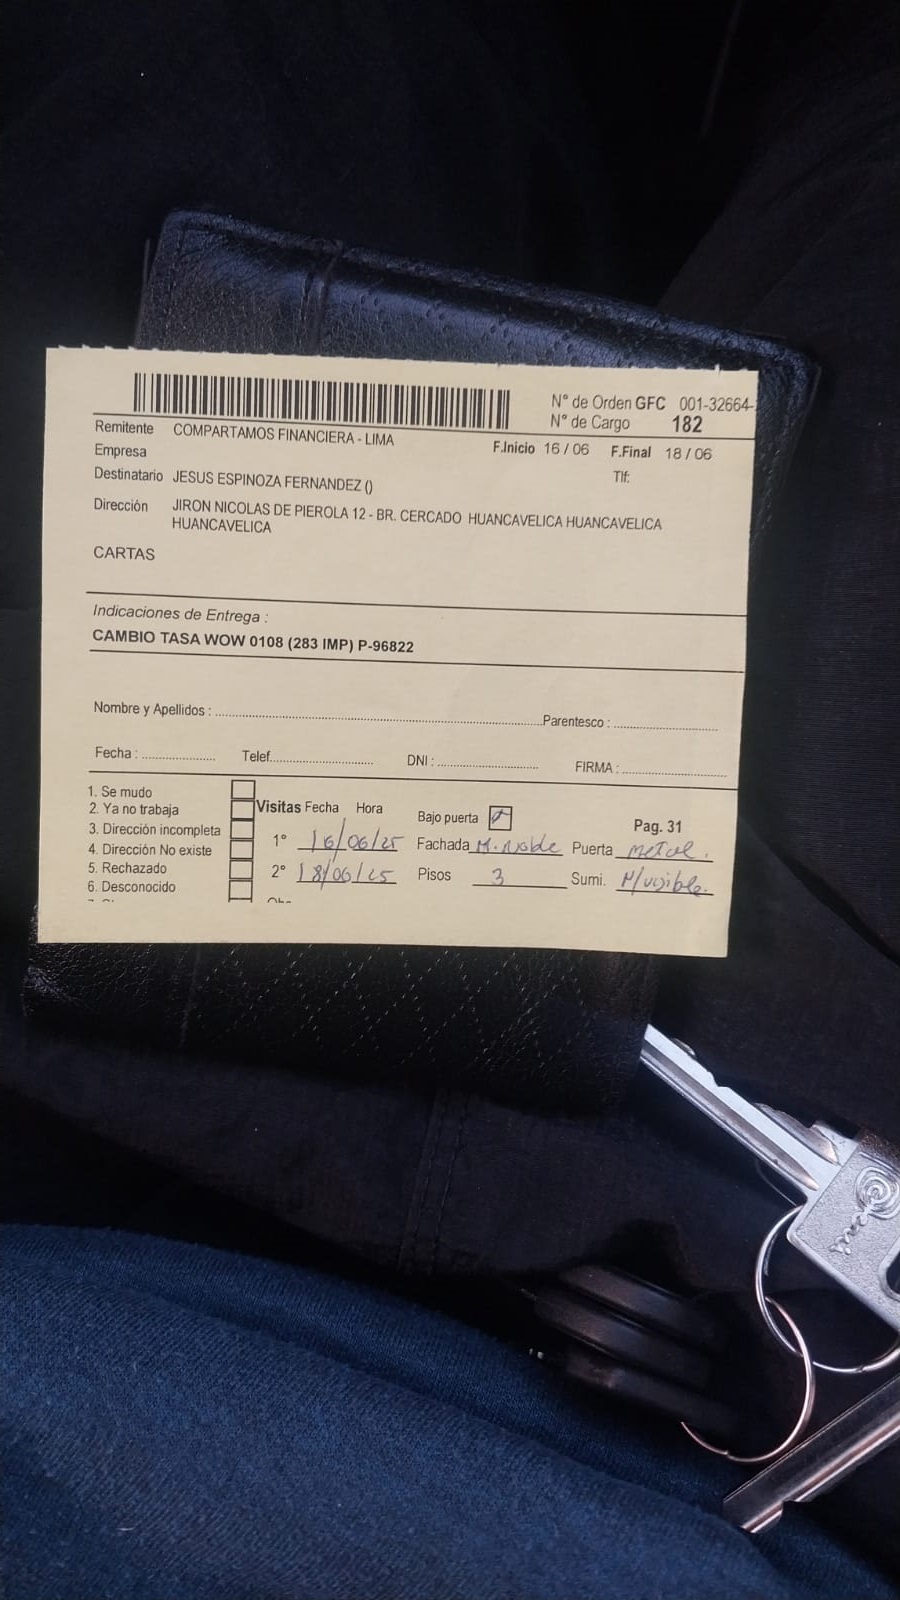 N° de Orden GFC 001-32664-
N° de Cargo 182
Remitente COMPARTAMOS FINANCIERA - LIMA
F.Inicio 16 / 06 F.Final 18 / 06
Empresa
Tlf:
Destinatario JESUS ESPINOZA FERNANDEZ ()
Dirección JIRON NICOLAS DE PIEROLA 12 - BR. CERCADO HUANCAVELICA HUANCAVELICA
HUANCAVELICA
CARTAS
Indicaciones de Entrega :
CAMBIO TASA WOW 0108 (283 IMP) P-96822
Nombre y Apellidos : Parentesco :
Fecha : Telef. DNI : FIRMA :
1. Se mudo
2. Ya no trabaja
3. Dirección incompleta
4. Dirección No existe
5. Rechazado
6. Desconocido
Visitas Fecha Hora
1° 16/06/25
2° 18/06/25
Bajo puerta
Pag. 31
Fachada M. Noble Puerta Metal.
Pisos 3 Sumi. N/visible.